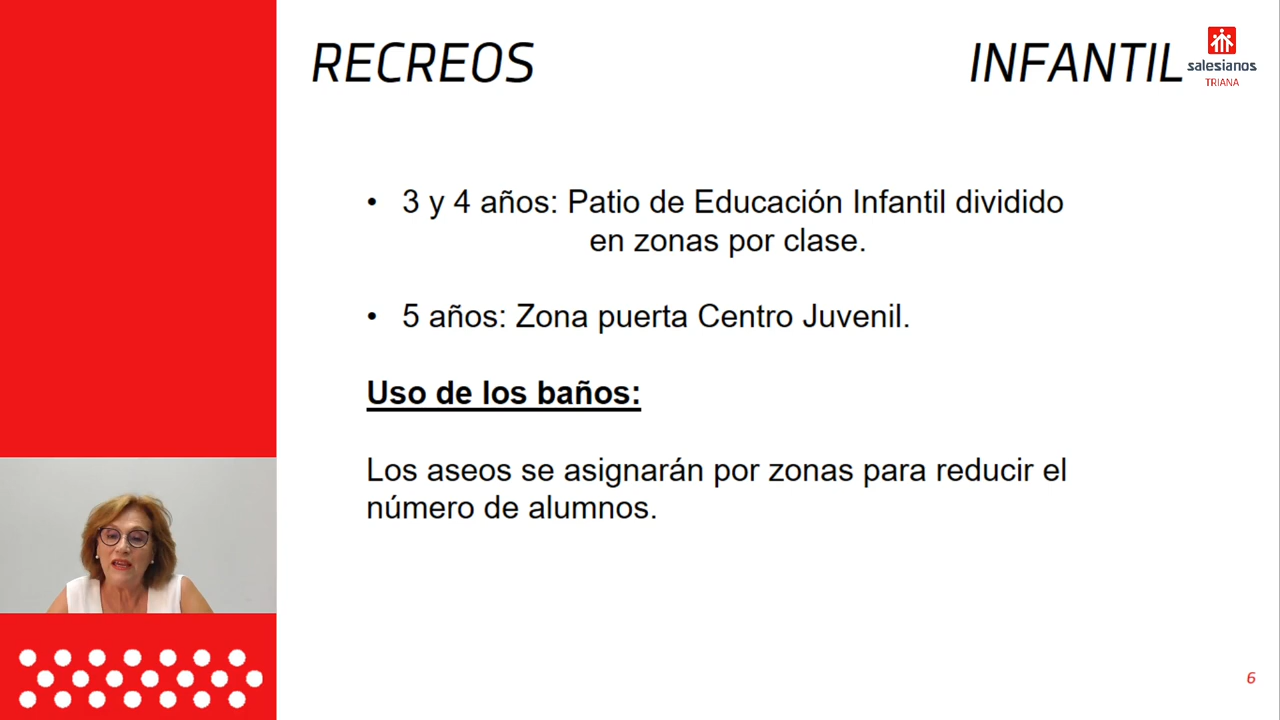 RECREOS INFANTIL
salesianos
TRIANA
• 3 y 4 años: Patio de Educación Infantil dividido
en zonas por clase.
• 5 años: Zona puerta Centro Juvenil.
Uso de los baños:
Los aseos se asignarán por zonas para reducir el
número de alumnos.
6